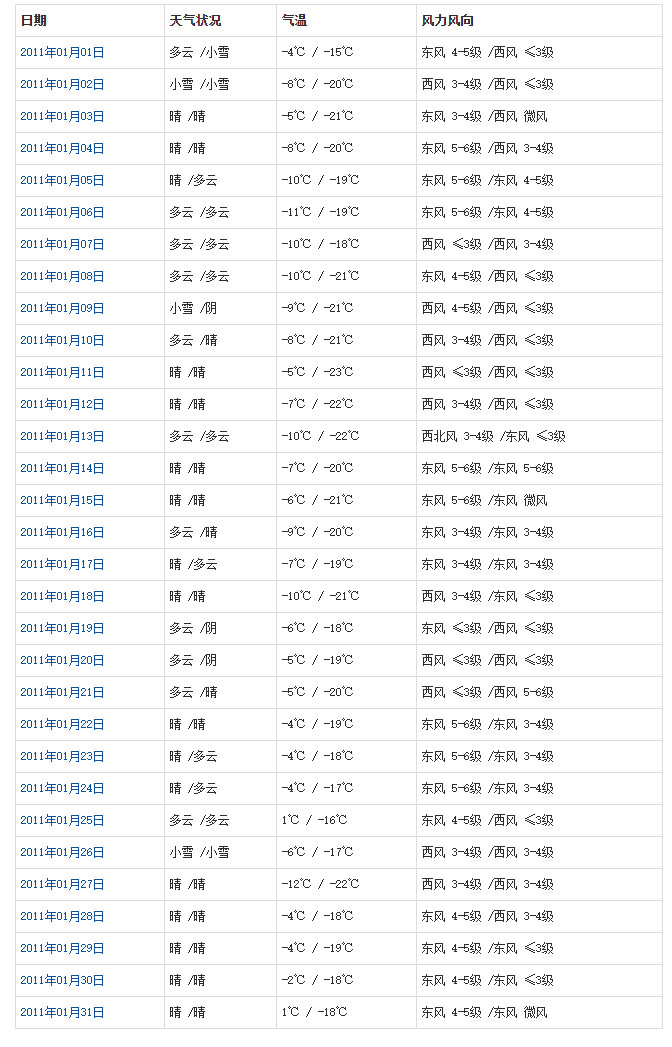 日期 天气状况 气温 风力风向
2011年01月01日 多云 /小雪 -4℃ / -15℃ 东风 4-5级 /西风 ≤3级
2011年01月02日 小雪 /小雪 -8℃ / -20℃ 西风 3-4级 /西风 ≤3级
2011年01月03日 晴 /晴 -5℃ / -21℃ 东风 3-4级 /西风 微风
2011年01月04日 晴 /晴 -8℃ / -20℃ 东风 5-6级 /西风 3-4级
2011年01月05日 晴 /多云 -10℃ / -19℃ 东风 5-6级 /东风 4-5级
2011年01月06日 多云 /多云 -11℃ / -19℃ 东风 5-6级 /东风 4-5级
2011年01月07日 多云 /多云 -10℃ / -18℃ 西风 ≤3级 /西风 3-4级
2011年01月08日 多云 /多云 -10℃ / -21℃ 东风 4-5级 /西风 ≤3级
2011年01月09日 小雪 /阴 -9℃ / -21℃ 西风 4-5级 /西风 ≤3级
2011年01月10日 多云 /晴 -8℃ / -21℃ 西风 3-4级 /西风 ≤3级
2011年01月11日 晴 /晴 -5℃ / -23℃ 西风 ≤3级 /西风 ≤3级
2011年01月12日 晴 /晴 -7℃ / -22℃ 西风 3-4级 /西风 ≤3级
2011年01月13日 多云 /多云 -10℃ / -22℃ 西北风 3-4级 /东风 ≤3级
2011年01月14日 晴 /晴 -7℃ / -20℃ 东风 5-6级 /东风 5-6级
2011年01月15日 晴 /晴 -6℃ / -21℃ 东风 5-6级 /东风 微风
2011年01月16日 多云 /晴 -9℃ / -20℃ 东风 3-4级 /东风 3-4级
2011年01月17日 晴 /多云 -7℃ / -19℃ 东风 3-4级 /东风 3-4级
2011年01月18日 晴 /晴 -10℃ / -21℃ 西风 3-4级 /东风 ≤3级
2011年01月19日 多云 /阴 -6℃ / -18℃ 东风 ≤3级 /西风 ≤3级
2011年01月20日 多云 /阴 -5℃ / -19℃ 西风 ≤3级 /西风 ≤3级
2011年01月21日 多云 /晴 -5℃ / -20℃ 西风 ≤3级 /西风 5-6级
2011年01月22日 晴 /晴 -4℃ / -19℃ 东风 5-6级 /东风 3-4级
2011年01月23日 晴 /多云 -4℃ / -18℃ 东风 5-6级 /东风 3-4级
2011年01月24日 晴 /多云 -4℃ / -17℃ 东风 5-6级 /东风 3-4级
2011年01月25日 多云 /多云 1℃ / -16℃ 东风 4-5级 /西风 ≤3级
2011年01月26日 小雪 /小雪 -6℃ / -17℃ 西风 3-4级 /西风 3-4级
2011年01月27日 晴 /晴 -12℃ / -22℃ 西风 3-4级 /西风 3-4级
2011年01月28日 晴 /晴 -4℃ / -18℃ 东风 4-5级 /西风 3-4级
2011年01月29日 晴 /晴 -4℃ / -19℃ 东风 4-5级 /东风 ≤3级
2011年01月30日 晴 /晴 -2℃ / -18℃ 东风 4-5级 /东风 ≤3级
2011年01月31日 晴 /晴 1℃ / -18℃ 东风 4-5级 /东风 微风